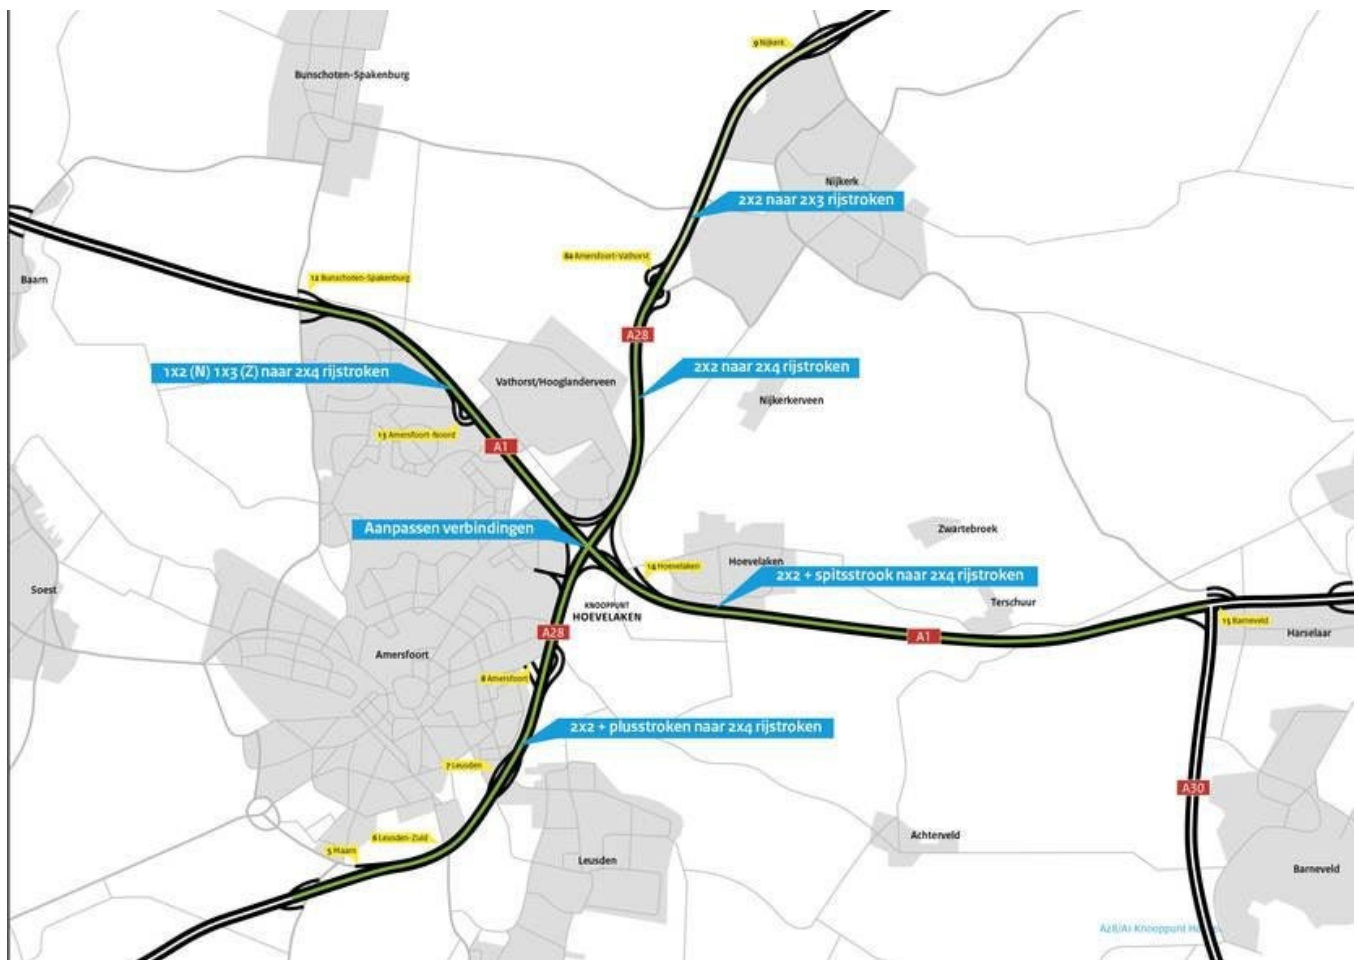 9 Nijkerk
Bunschoten-Spakenburg
Nijkerk
2x2 naar 2x3 rijstroken
8a Amersfoort-Vathorst
12 Bunschoten-Spakenburg
Baarn
A28
2x2 naar 2x4 rijstroken
1x2 (N) 1x3 (Z) naar 2x4 rijstroken
Vathorst/Hooglanderveen
Nijkerkerveen
13 Amersfoort-Noord
A1
Aanpassen verbindingen
Zwartebroek
Hoevelaken
14 Hoevelaken
2x2 + spitsstrook naar 2x4 rijstroken
Soest
Terschuur
KNOOPPUNT
HOEVELAKEN
15 Barneveld
A28
A1
Harselaar
Amersfoort
8 Amersfoort
2x2 + plusstroken naar 2x4 rijstroken
7 Leusden
A30
6 Leusden-Zuid
Achterveld
5 Maarn
Leusden
Barneveld
A28/A1 Knooppunt